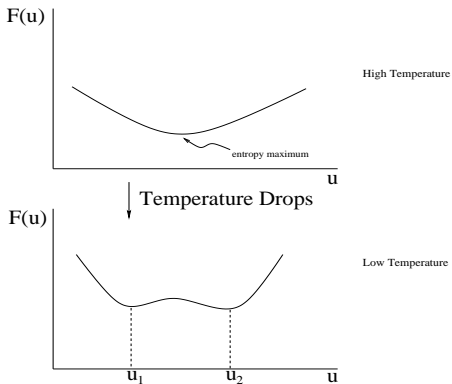 F(u)
High Temperature
entropy maximum
u
Temperature Drops
F(u)
Low Temperature
u1
u2
u